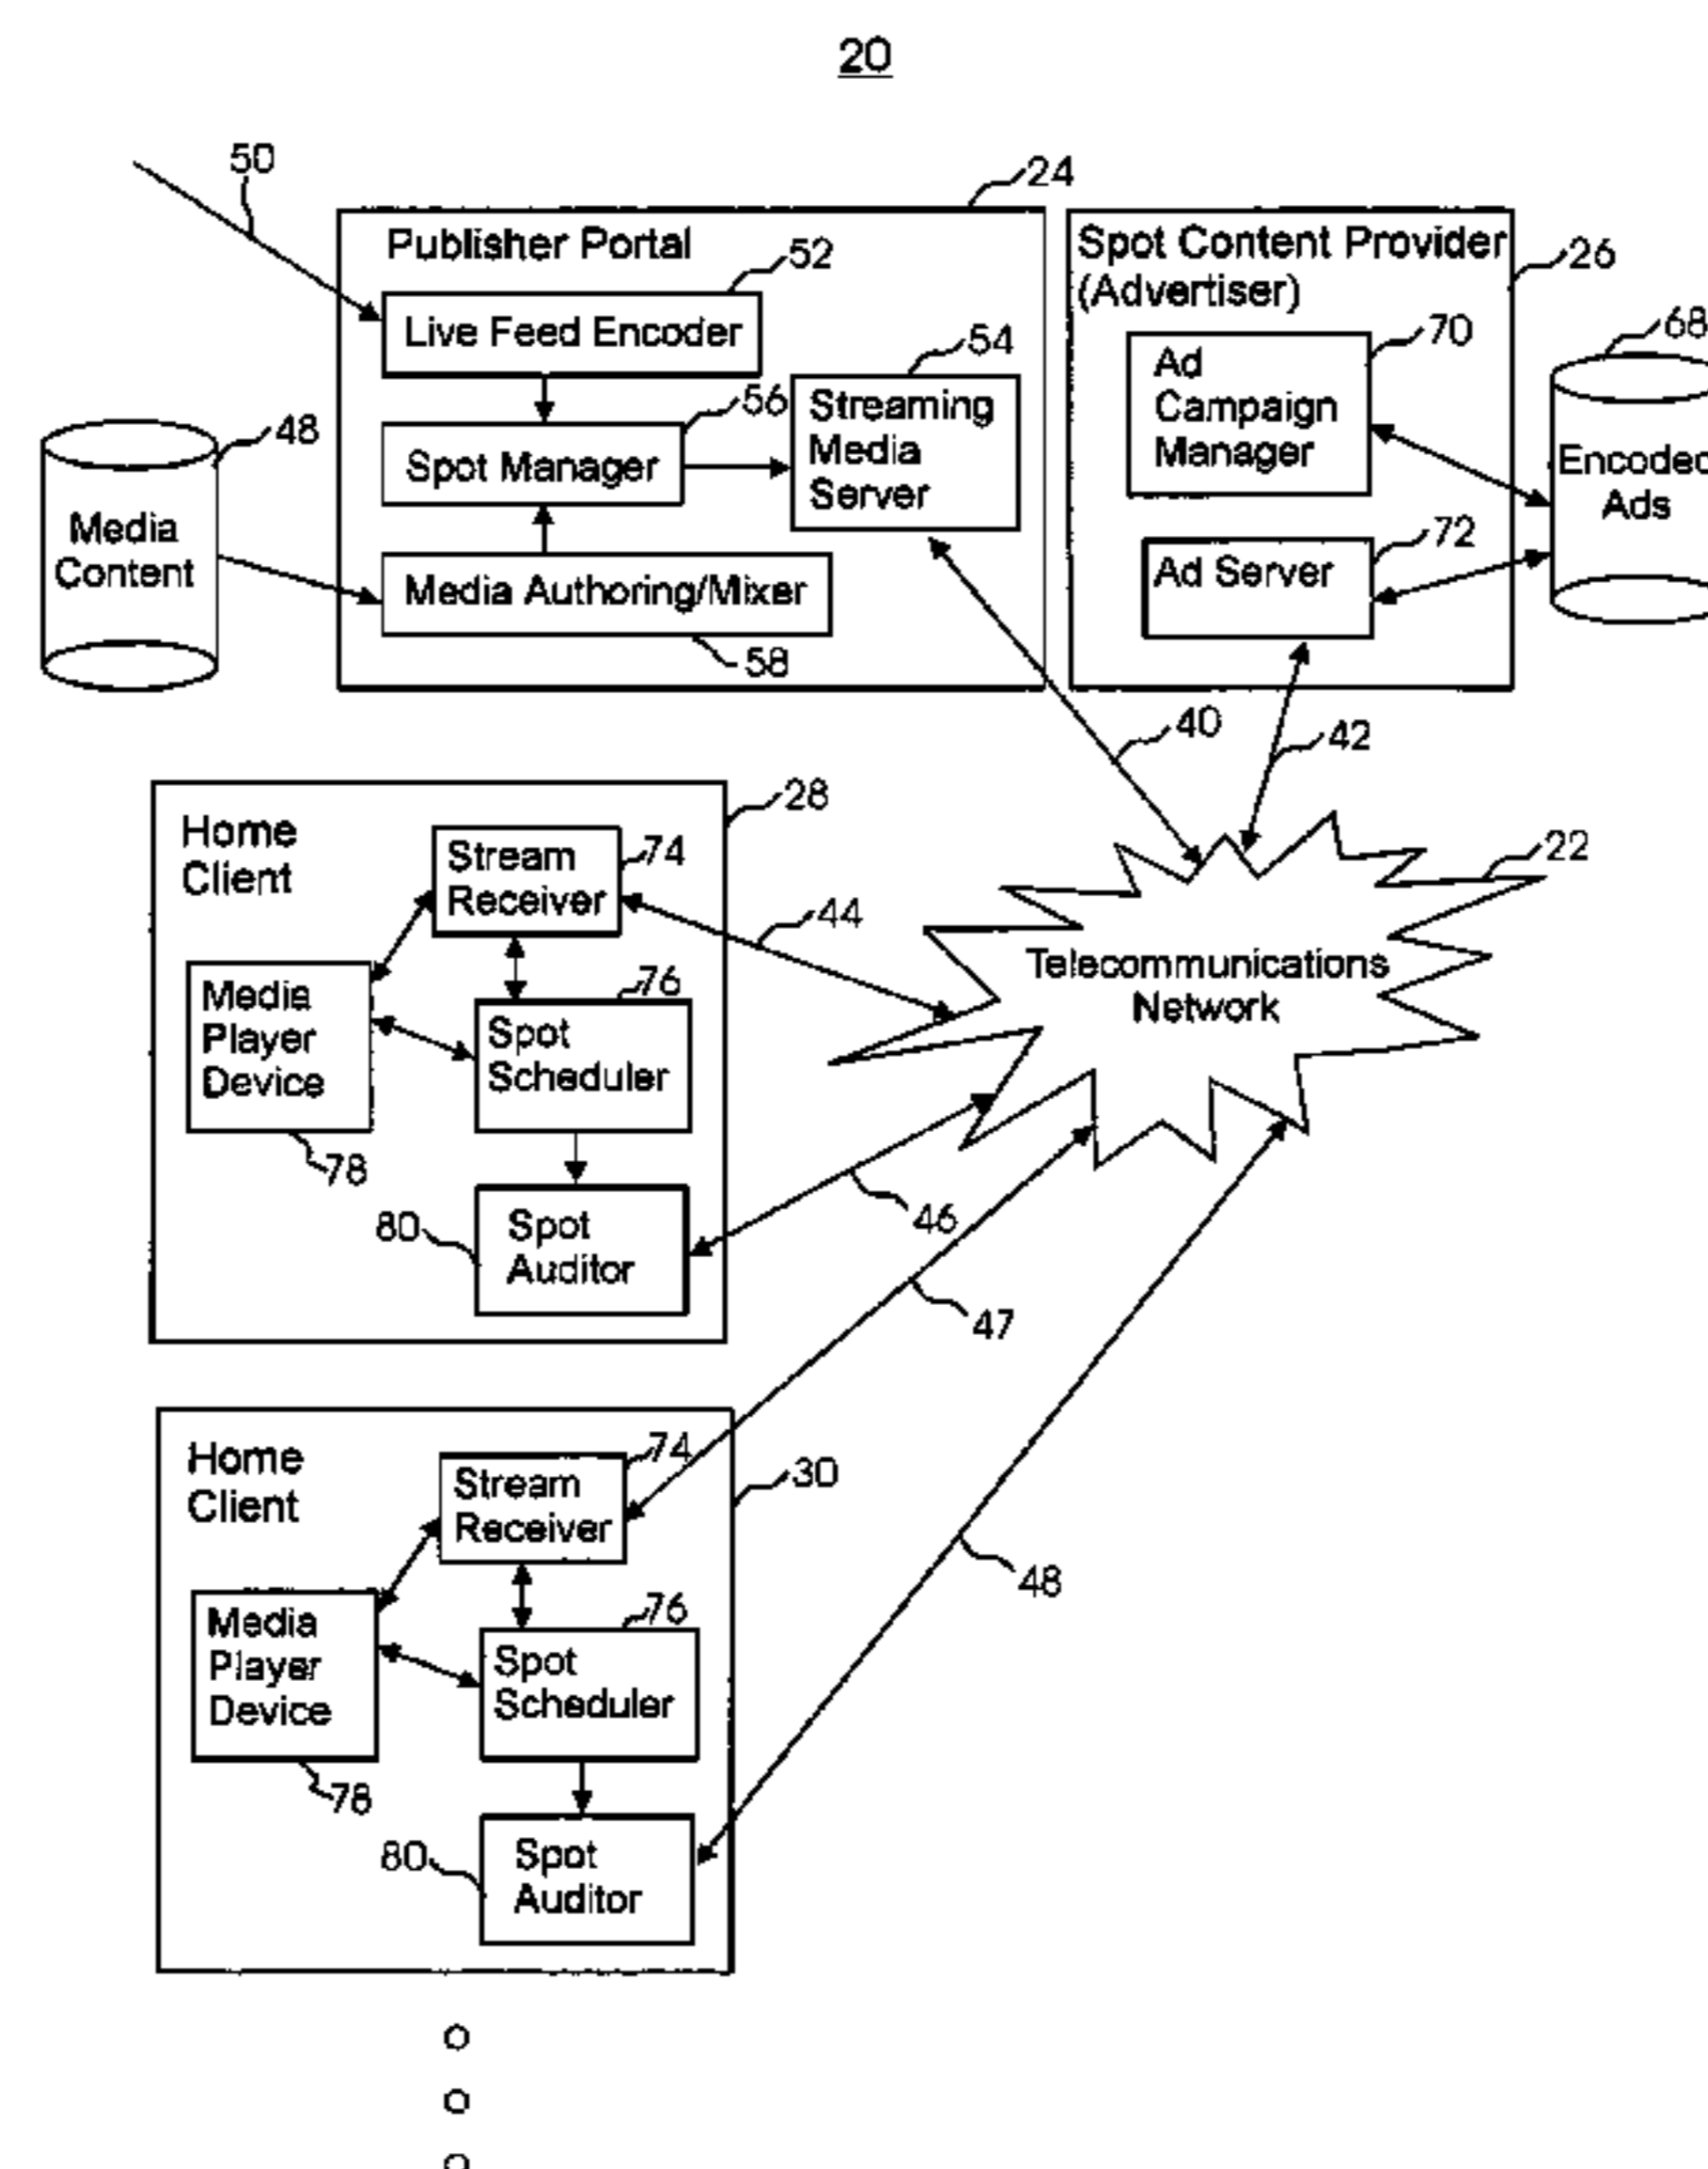 20
50
24
Publisher Portal
52
Live Feed Encoder
54
56
Streaming
Media
Server
Spot Manager
Media Authoring/Mixer
58
48
Media
Content
Spot Content Provider
(Advertiser)
26
70
Ad
Campaign
Manager
68
Encoded
Ads
72
Ad Server
40
42
28
Home
Client
Stream
Receiver
74
44
22
Telecommunications
Network
Media
Player
Device
76
Spot
Scheduler
78
80
Spot
Auditor
46
47
30
Home
Client
74
Stream
Receiver
48
Media
Player
Device
76
Spot
Scheduler
78
80
Spot
Auditor